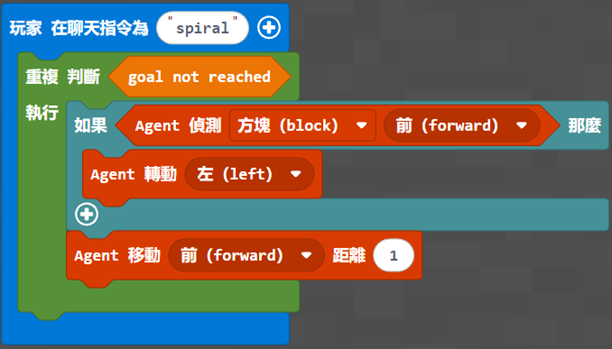 玩家 在聊天指令為 "spiral"
重複 判斷 goal not reached
執行 如果 Agent 偵測 方塊 (block) 前 (forward) 那麼
Agent 轉動 左 (left)
Agent 移動 前 (forward) 距離 1